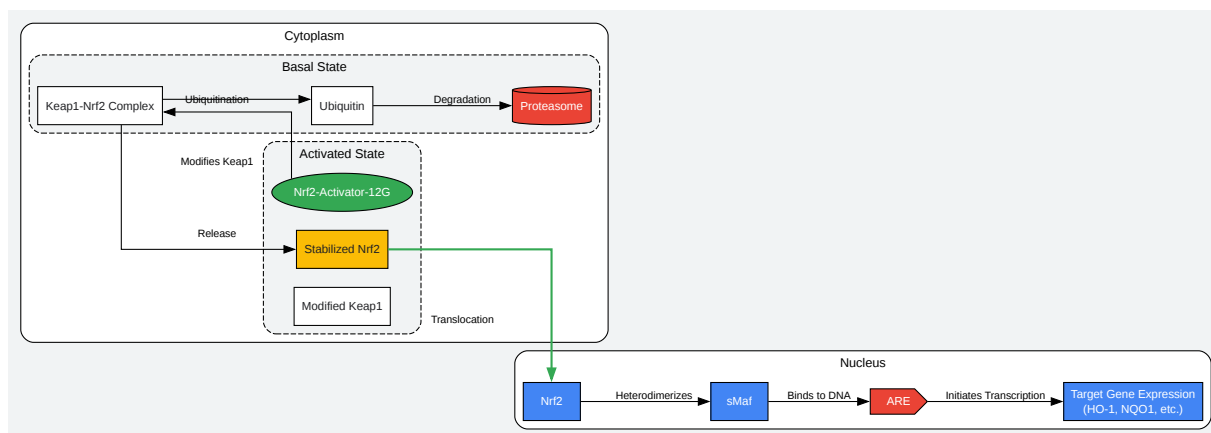 Cytoplasm
Basal State
Keap1-Nrf2 Complex
Ubiquitination
Ubiquitin
Degradation
Proteasome
Modifies Keap1
Activated State
Nrf2-Activator-12G
Release
Stabilized Nrf2
Modified Keap1
Translocation
Nucleus
Nrf2
Heterodimerizes
sMaf
Binds to DNA
ARE
Initiates Transcription
Target Gene Expression
(HO-1, NQO1, etc.)